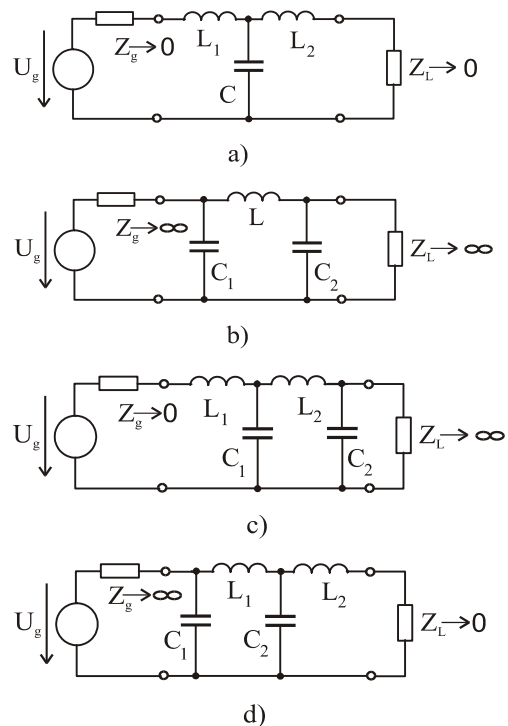 U_g Z_g→0 L_1 L_2 C Z_L→0
a)
U_g Z_g→∞ L C_1 C_2 Z_L→∞
b)
U_g Z_g→0 L_1 L_2 C_1 C_2 Z_L→∞
c)
U_g Z_g→∞ L_1 L_2 C_1 C_2 Z_L→0
d)